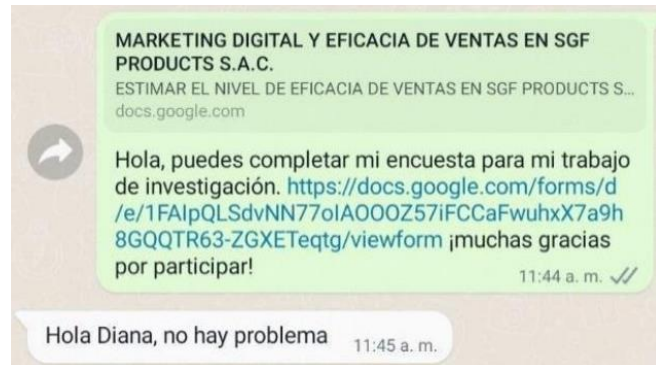 MARKETING DIGITAL Y EFICACIA DE VENTAS EN SGF
PRODUCTS S.A.C.
ESTIMAR EL NIVEL DE EFICACIA DE VENTAS EN SGF PRODUCTS S...
docs.google.com
Hola, puedes completar mi encuesta para mi trabajo
de investigación. https://docs.google.com/forms/d
/e/1FAIpQLSdvNN77oIAOOOZ57iFCCaFwuhxX7a9h
8GQQTR63-ZGXETeqtg/viewform ¡muchas gracias
por participar!
11:44 a. m.
Hola Diana, no hay problema
11:45 a. m.